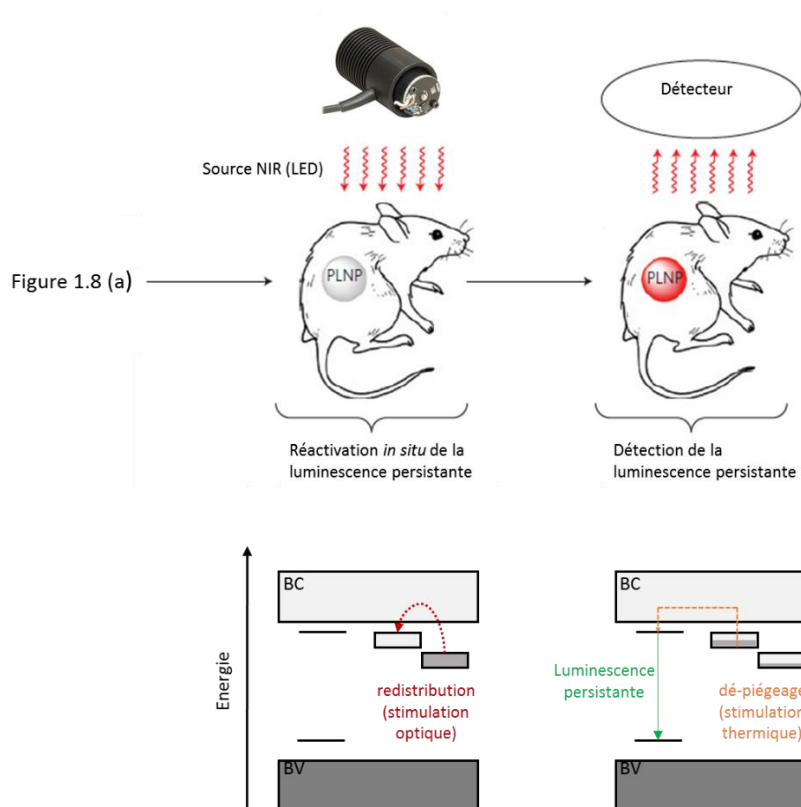 Détecteur
Source NIR (LED)
Figure 1.8 (a)
PLNP
PLNP
Réactivation in situ de la
luminescence persistante
Détection de la
luminescence persistante
Energie
BC
redistribution
(stimulation
optique)
BV
BC
Luminescence
persistante
dé-piégeage
(stimulation
thermique)
BV